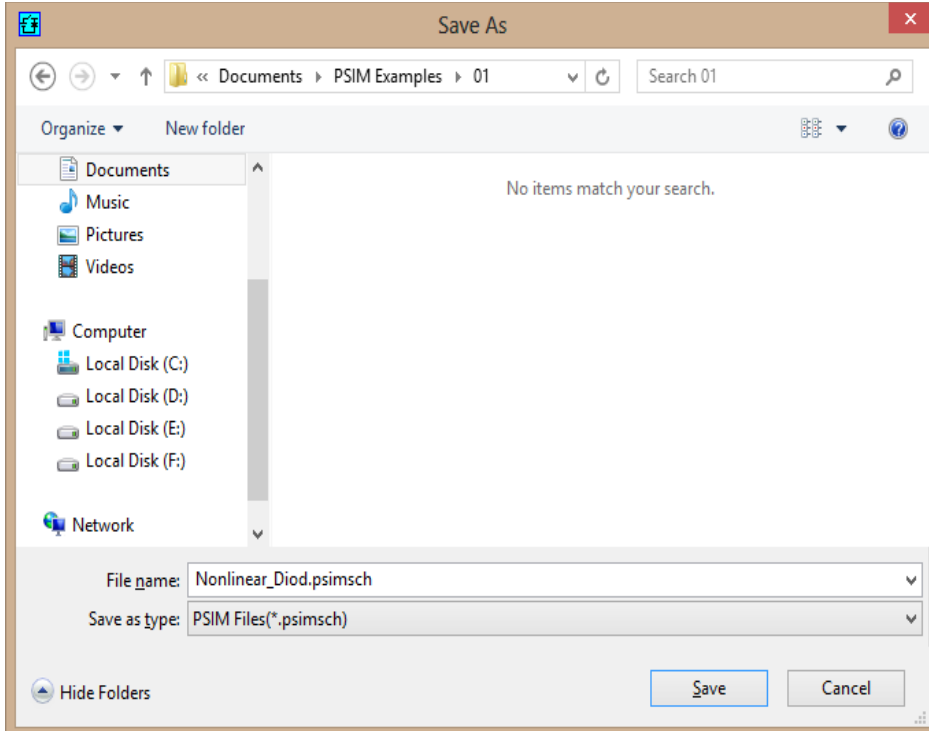 Save As
« Documents ▸ PSIM Examples ▸ 01
Search 01
Organize
New folder
Documents
Music
Pictures
Videos
Computer
Local Disk (C:)
Local Disk (D:)
Local Disk (E:)
Local Disk (F:)
Network
No items match your search.
File name: Nonlinear_Diod.psimsch
Save as type: PSIM Files(*.psimsch)
Hide Folders
Save
Cancel